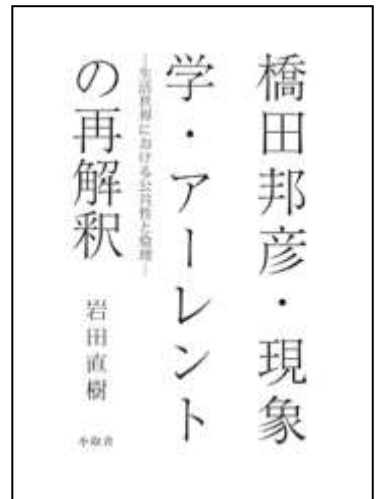 橋田邦彦・現象
学・アーレント
の再解釈
―生活世界における公共性と倫理―
岩田直樹